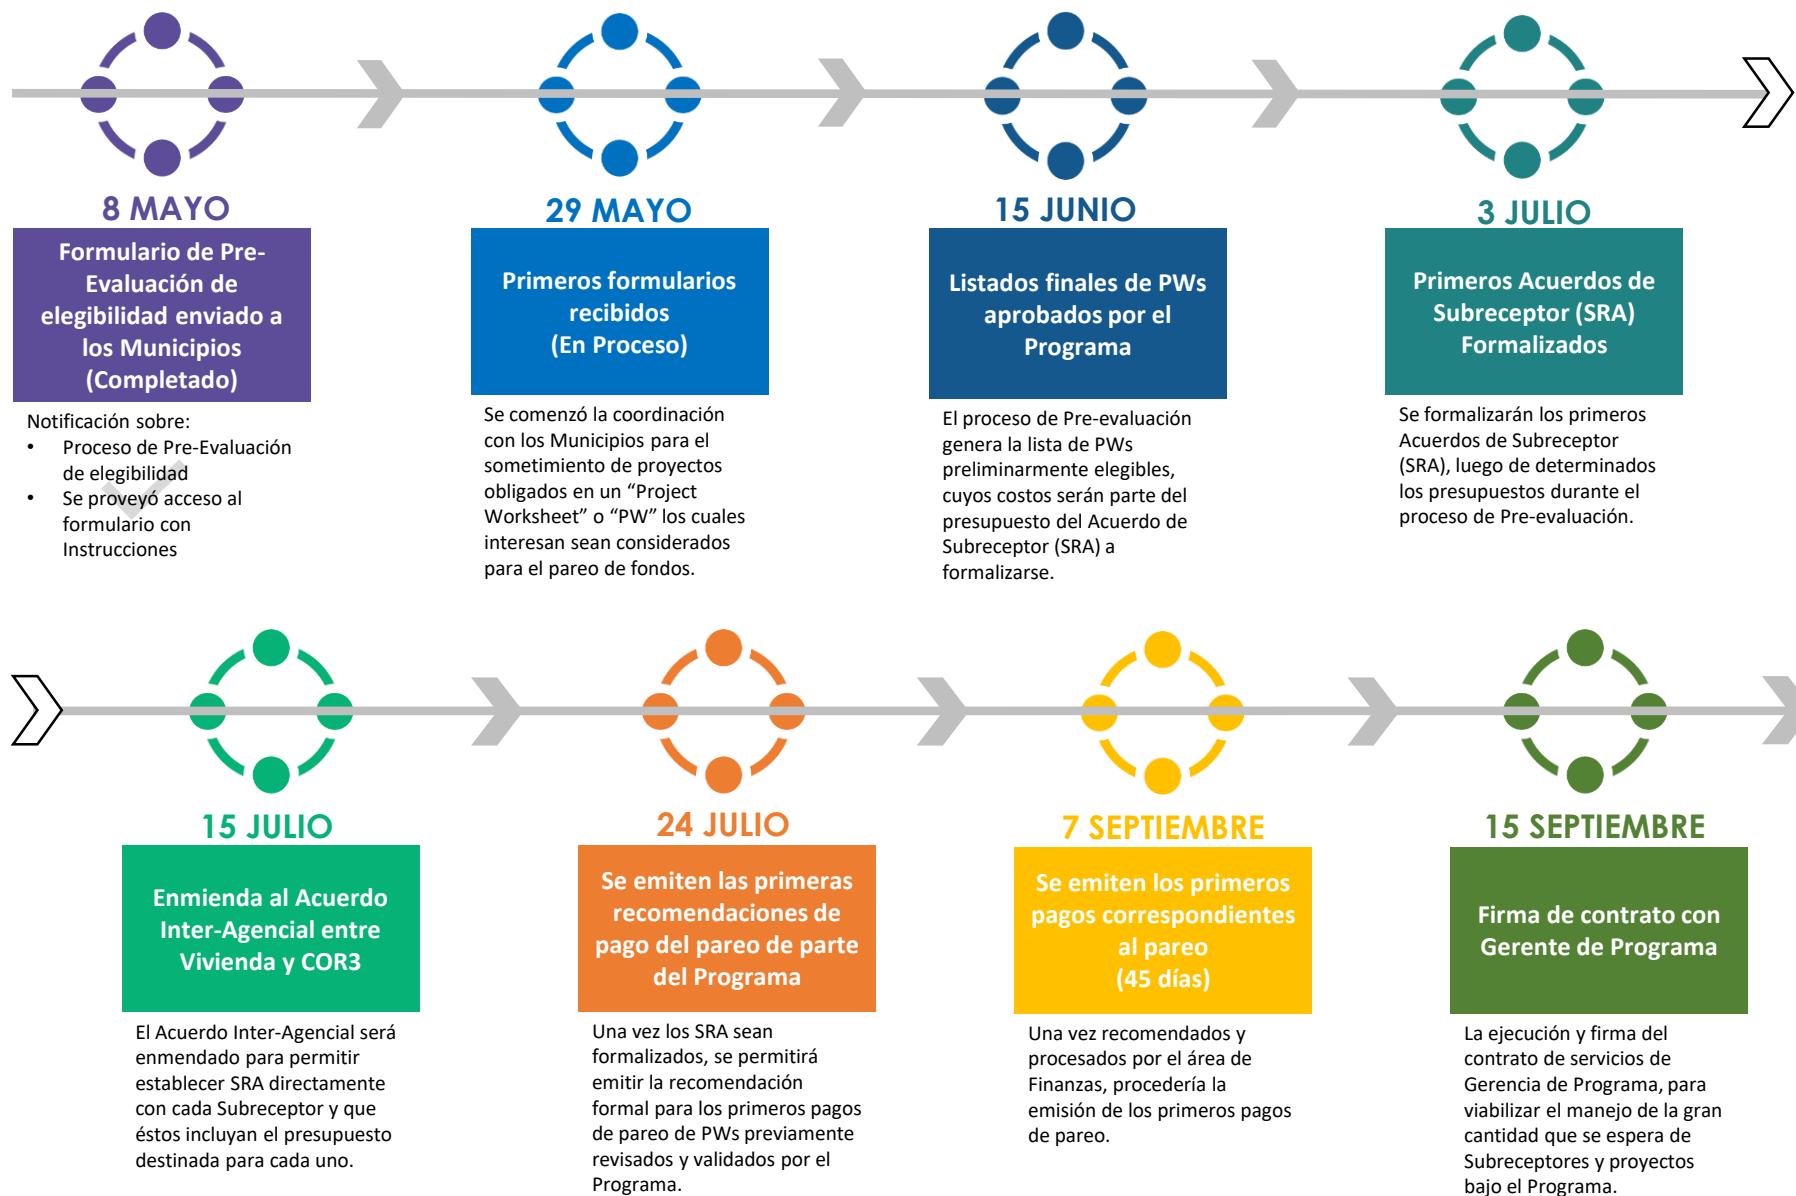 8 MAYO
Formulario de Pre-
Evaluación de
elegibilidad enviado a
los Municipios
(Completado)
Notificación sobre:
• Proceso de Pre-Evaluación
de elegibilidad
• Se proveyó acceso al
formulario con
Instrucciones
29 MAYO
Primeros formularios
recibidos
(En Proceso)
Se comenzó la coordinación
con los Municipios para el
sometimiento de proyectos
obligados en un “Project
Worksheet” o “PW” los cuales
interesan sean considerados
para el pareo de fondos.
15 JUNIO
Listados finales de PWs
aprobados por el
Programa
El proceso de Pre-evaluación
genera la lista de PWs
preliminarmente elegibles,
cuyos costos serán parte del
presupuesto del Acuerdo de
Subreceptor (SRA) a
formalizarse.
3 JULIO
Primeros Acuerdos de
Subreceptor (SRA)
Formalizados
Se formalizarán los primeros
Acuerdos de Subreceptor
(SRA), luego de determinados
los presupuestos durante el
proceso de Pre-evaluación.
15 JULIO
Enmienda al Acuerdo
Inter-Agencial entre
Vivienda y COR3
El Acuerdo Inter-Agencial será
enmendado para permitir
establecer SRA directamente
con cada Subreceptor y que
éstos incluyan el presupuesto
destinada para cada uno.
24 JULIO
Se emiten las primeras
recomendaciones de
pago del pareo de parte
del Programa
Una vez los SRA sean
formalizados, se permitirá
emitir la recomendación
formal para los primeros pagos
de pareo de PWs previamente
revisados y validados por el
Programa.
7 SEPTIEMBRE
Se emiten los primeros
pagos correspondientes
al pareo
(45 días)
Una vez recomendados y
procesados por el área de
Finanzas, procedería la
emisión de los primeros pagos
de pareo.
15 SEPTIEMBRE
Firma de contrato con
Gerente de Programa
La ejecución y firma del
contrato de servicios de
Gerencia de Programa, para
viabilizar el manejo de la gran
cantidad que se espera de
Subreceptores y proyectos
bajo el Programa.